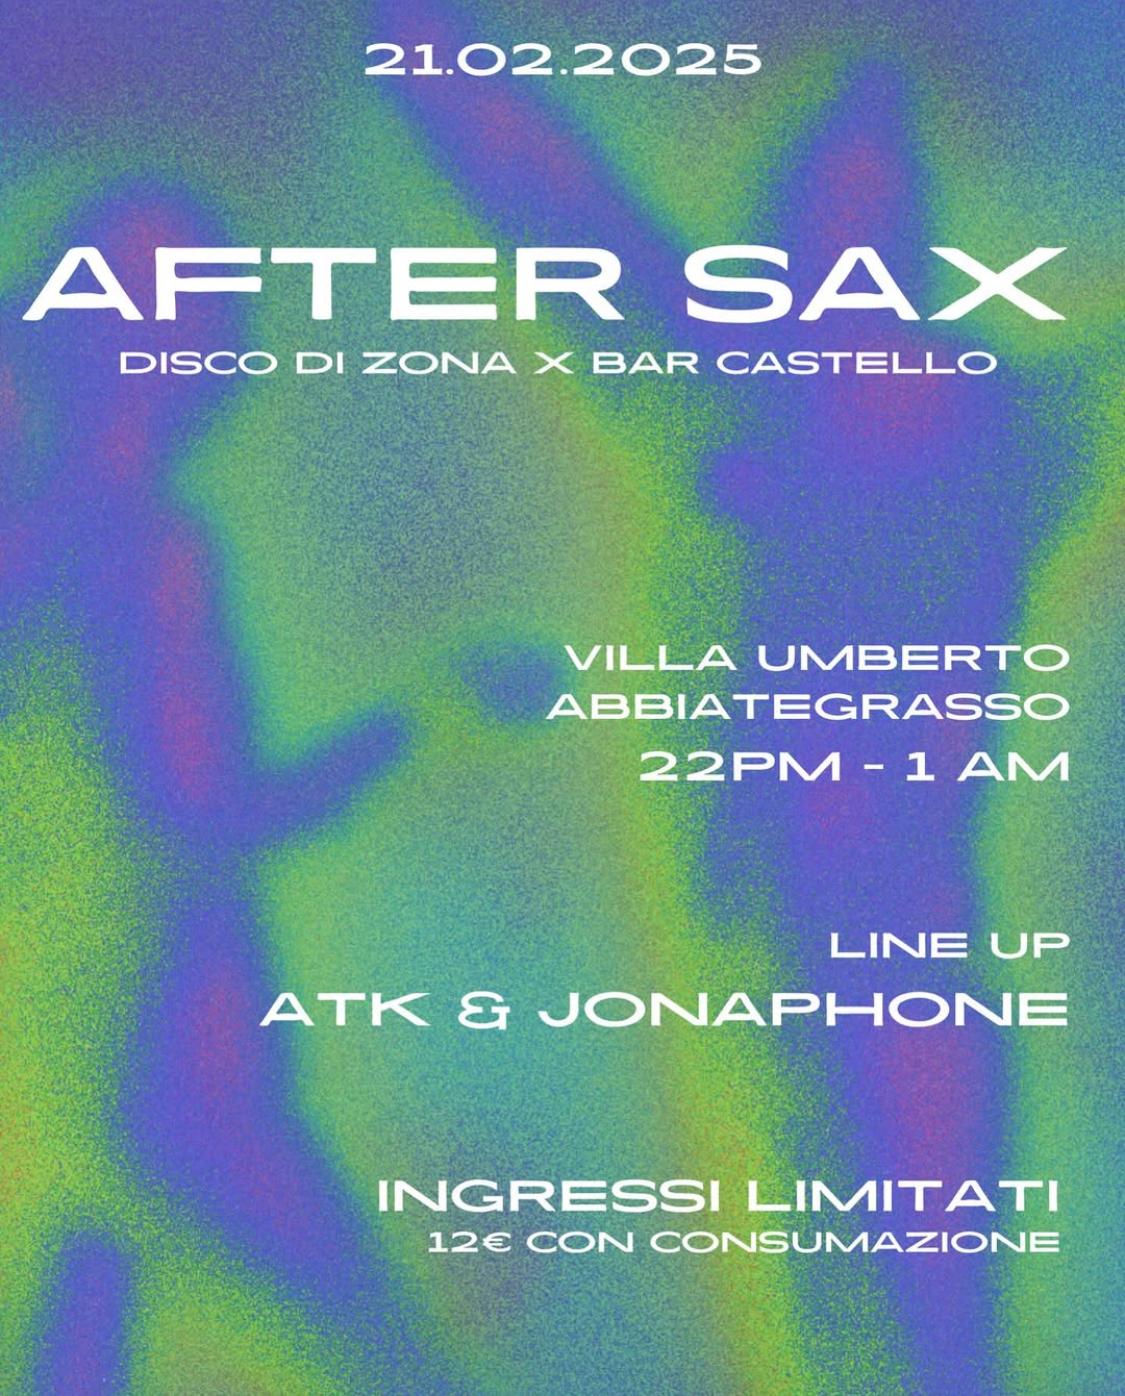 21.02.2025
AFTER SAX
DISCO DI ZONA X BAR CASTELLO
VILLA UMBERTO
ABBIATEGRASSO
22PM - 1 AM
LINE UP
ATK & JONAPHONE
INGRESSI LIMITATI
12€ CON CONSUMAZIONE